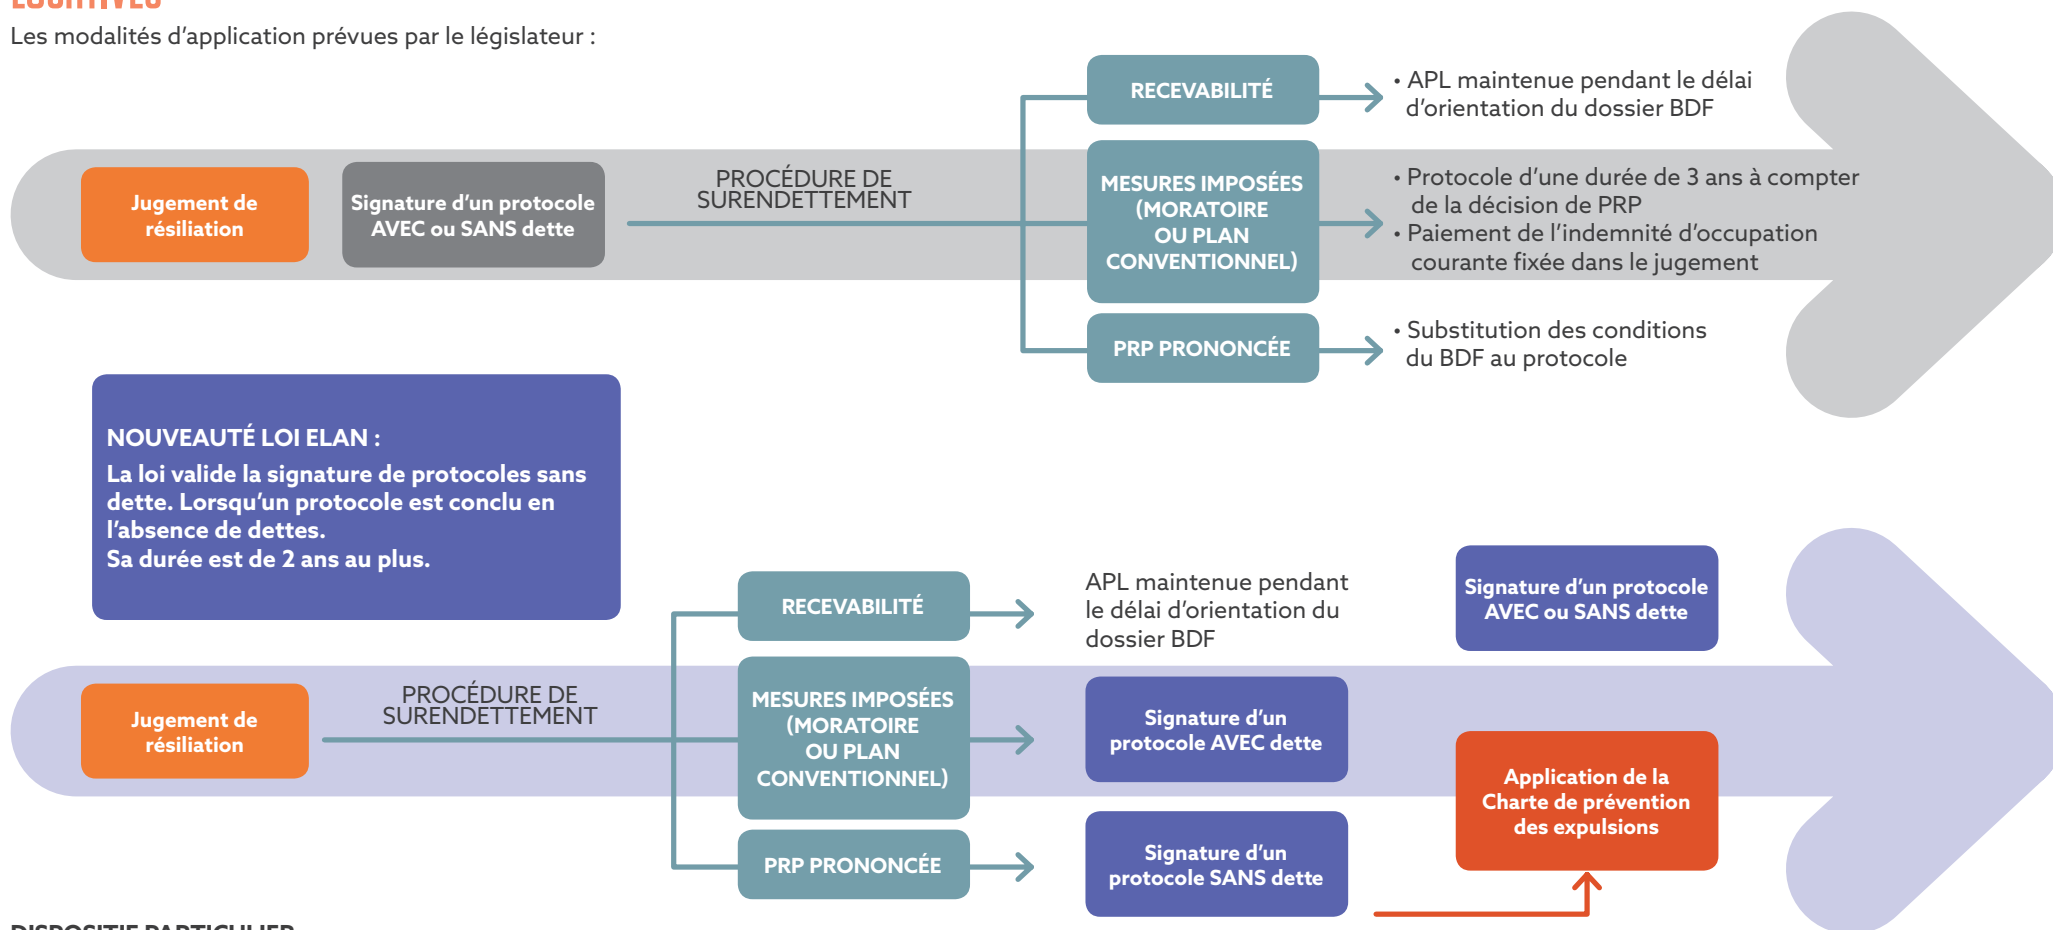 Les modalités d'application prévues par le législateur :
RECEVABILITÉ
• APL maintenue pendant le délai
d'orientation du dossier BDF
Jugement de
résiliation
Signature d'un protocole
AVEC ou SANS dette
PROCÉDURE DE
SURENDETTEMENT
MESURES IMPOSÉES
(MORATOIRE
OU PLAN
CONVENTIONNEL)
• Protocole d'une durée de 3 ans à compter
de la décision de PRP
• Paiement de l'indemnité d'occupation
courante fixée dans le jugement
PRP PRONONCÉE
• Substitution des conditions
du BDF au protocole
NOUVEAUTÉ LOI ELAN :
La loi valide la signature de protocoles sans
dette. Lorsqu'un protocole est conclu en
l'absence de dettes.
Sa durée est de 2 ans au plus.
RECEVABILITÉ
APL maintenue pendant
le délai d'orientation du
dossier BDF
Signature d'un protocole
AVEC ou SANS dette
Jugement de
résiliation
PROCÉDURE DE
SURENDETTEMENT
MESURES IMPOSÉES
(MORATOIRE
OU PLAN
CONVENTIONNEL)
Signature d'un
protocole AVEC dette
Application de la
Charte de prévention
des expulsions
PRP PRONONCÉE
Signature d'un
protocole SANS dette
DISPOSITIF PARTICULIER